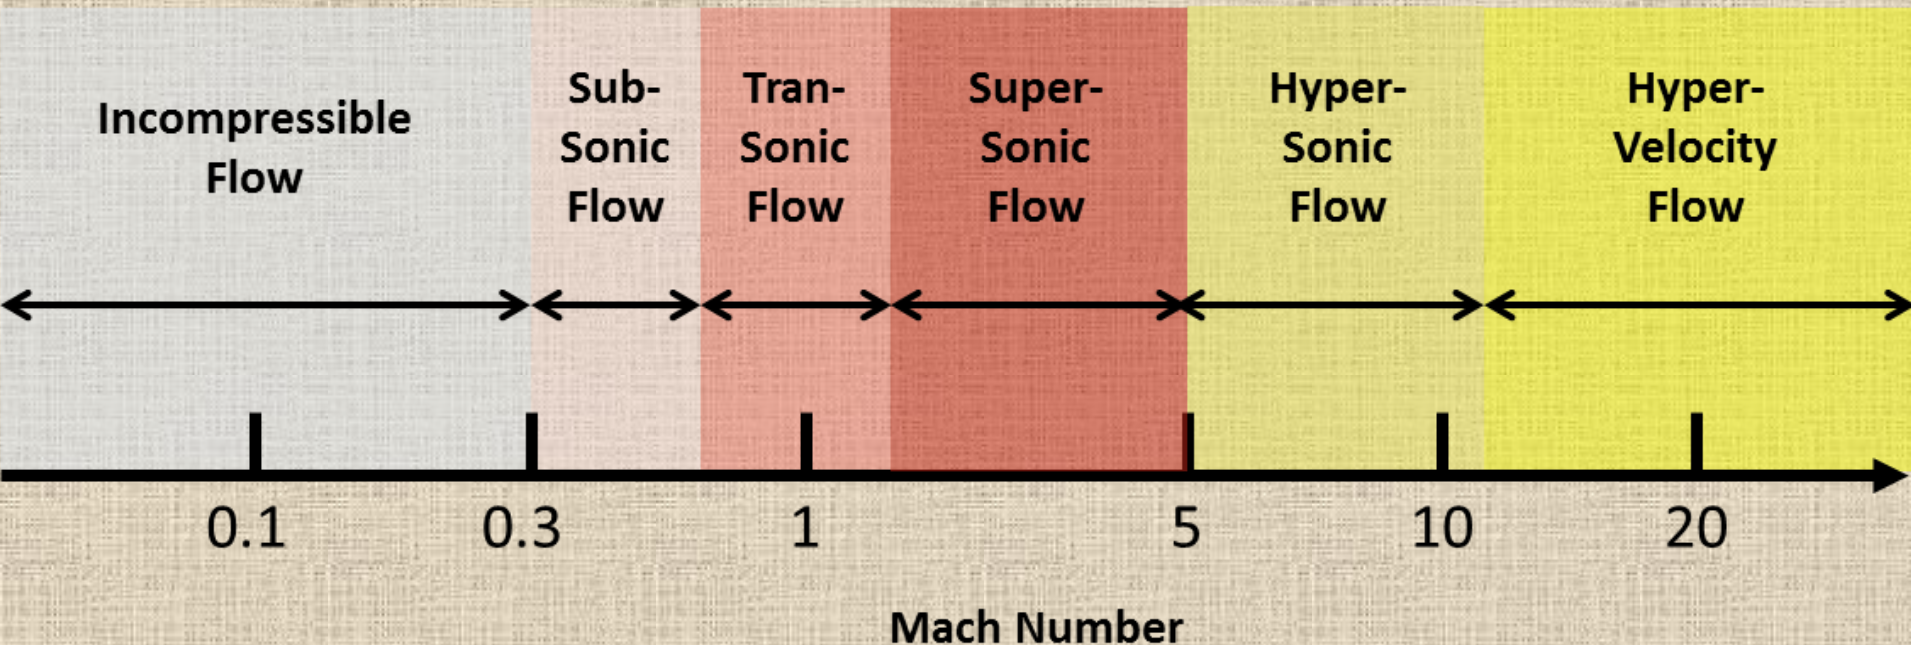 Incompressible
Flow
Sub-
Sonic
Flow
Tran-
Sonic
Flow
Super-
Sonic
Flow
Hyper-
Sonic
Flow
Hyper-
Velocity
Flow
0.1
0.3
1
5
10
20
Mach Number